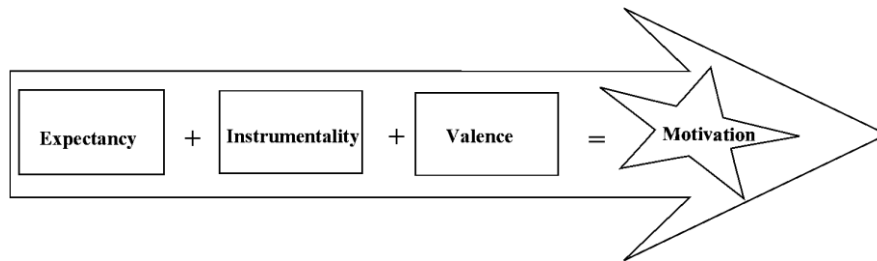 Expectancy + Instrumentality + Valence = Motivation